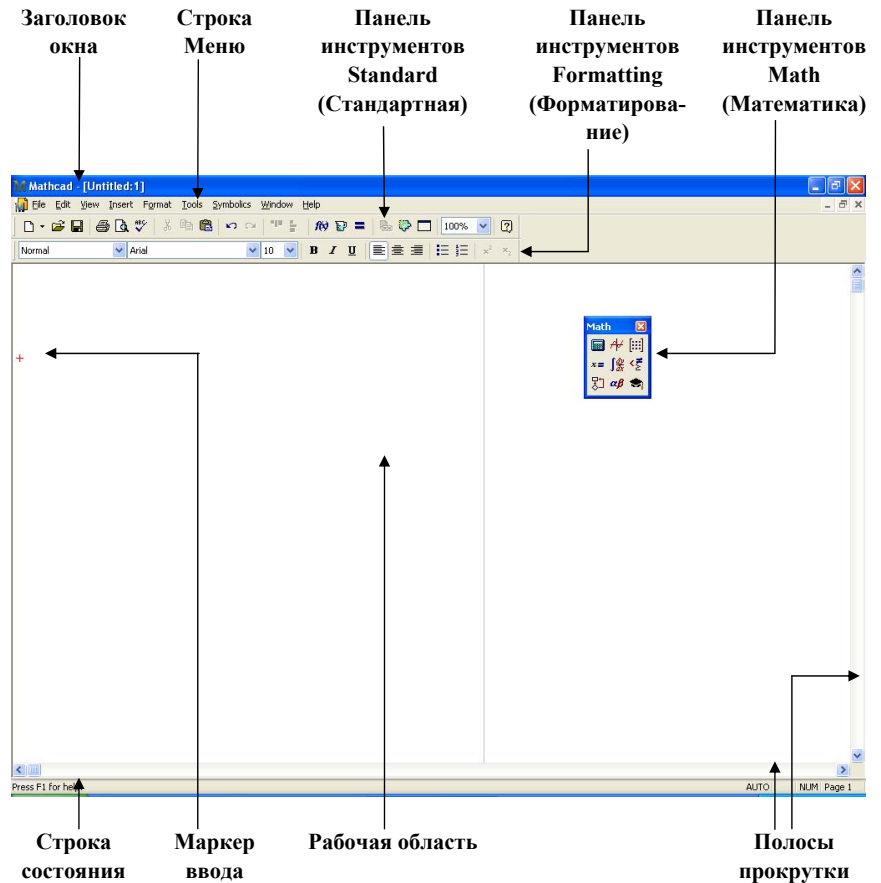 Заголовок
окна
Строка
Меню
Панель
инструментов
Standard
(Стандартная)
Панель
инструментов
Formatting
(Форматирова-
ние)
Панель
инструментов
Math
(Математика)
Mathcad - [Untitled:1]
File Edit View Insert Format Tools Symbolics Window Help
100%
Normal Arial 10 B I U
Math
Press F1 for help
AUTO NUM Page 1
Строка
состояния
Маркер
ввода
Рабочая область
Полосы
прокрутки